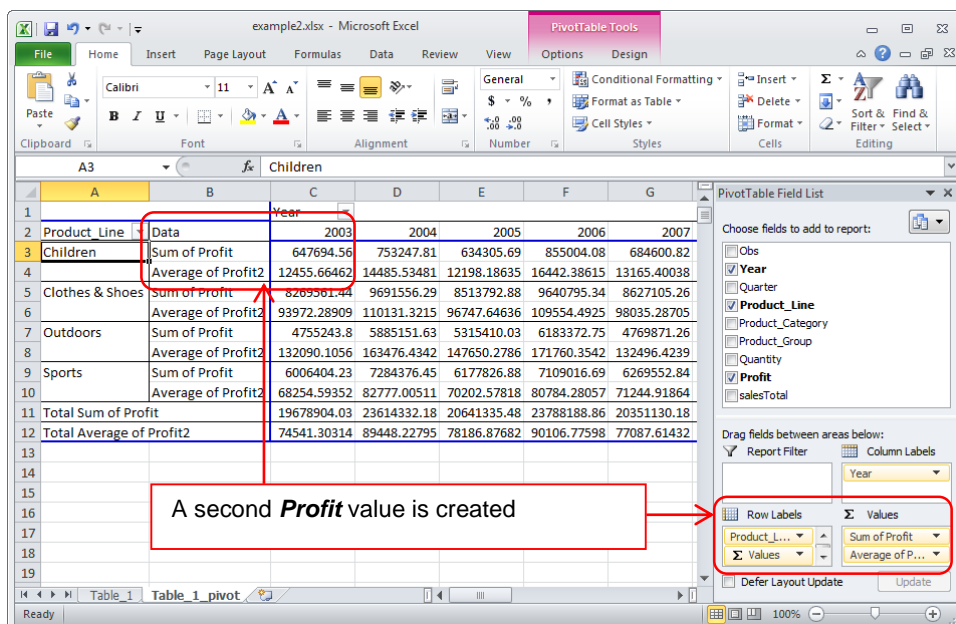 example2.xlsx - Microsoft Excel
PivotTable Tools
File Home Insert Page Layout Formulas Data Review View Options Design
Paste
Calibri 11 A A
General
Conditional Formatting
Insert
Σ
B I U A
$ % ,
Format as Table
Delete
Sort & Find &
Cell Styles
Format
Filter Select
Clipboard Font Alignment Number Styles Cells Editing
A3 fx Children
A B C D E F G
1 Year
2 Product_Line Data 2003 2004 2005 2006 2007
3 Children Sum of Profit 647694.56 753247.81 634305.69 855004.08 684600.82
4 Average of Profit2 12455.66462 14485.53481 12198.18635 16442.38615 13165.40038
5 Clothes & Shoes Sum of Profit 8269561.44 9691556.29 8513792.88 9640795.34 8627105.26
6 Average of Profit2 93972.28909 110131.3215 96747.64636 109554.4925 98035.28705
7 Outdoors Sum of Profit 4755243.8 5885151.63 5315410.03 6183372.75 4769871.26
8 Average of Profit2 132090.1056 163476.4342 147650.2786 171760.3542 132496.4239
9 Sports Sum of Profit 6006404.23 7284376.45 6177826.88 7109016.69 6269552.84
10 Average of Profit2 68254.59352 82777.00511 70202.57818 80784.28057 71244.91864
11 Total Sum of Profit 19678904.03 23614332.18 20641335.48 23788188.86 20351130.18
12 Total Average of Profit2 74541.30314 89448.22795 78186.87682 90106.77598 77087.61432
13
14
15
16
17
18
19
A second Profit value is created
PivotTable Field List
Choose fields to add to report:
Obs
Year
Quarter
Product_Line
Product_Category
Product_Group
Quantity
Profit
salesTotal
Drag fields between areas below:
Report Filter Column Labels
Year
Row Labels Σ Values
Product_L... Sum of Profit
Σ Values Average of P...
Defer Layout Update Update
Table_1 Table_1_pivot
Ready 100%